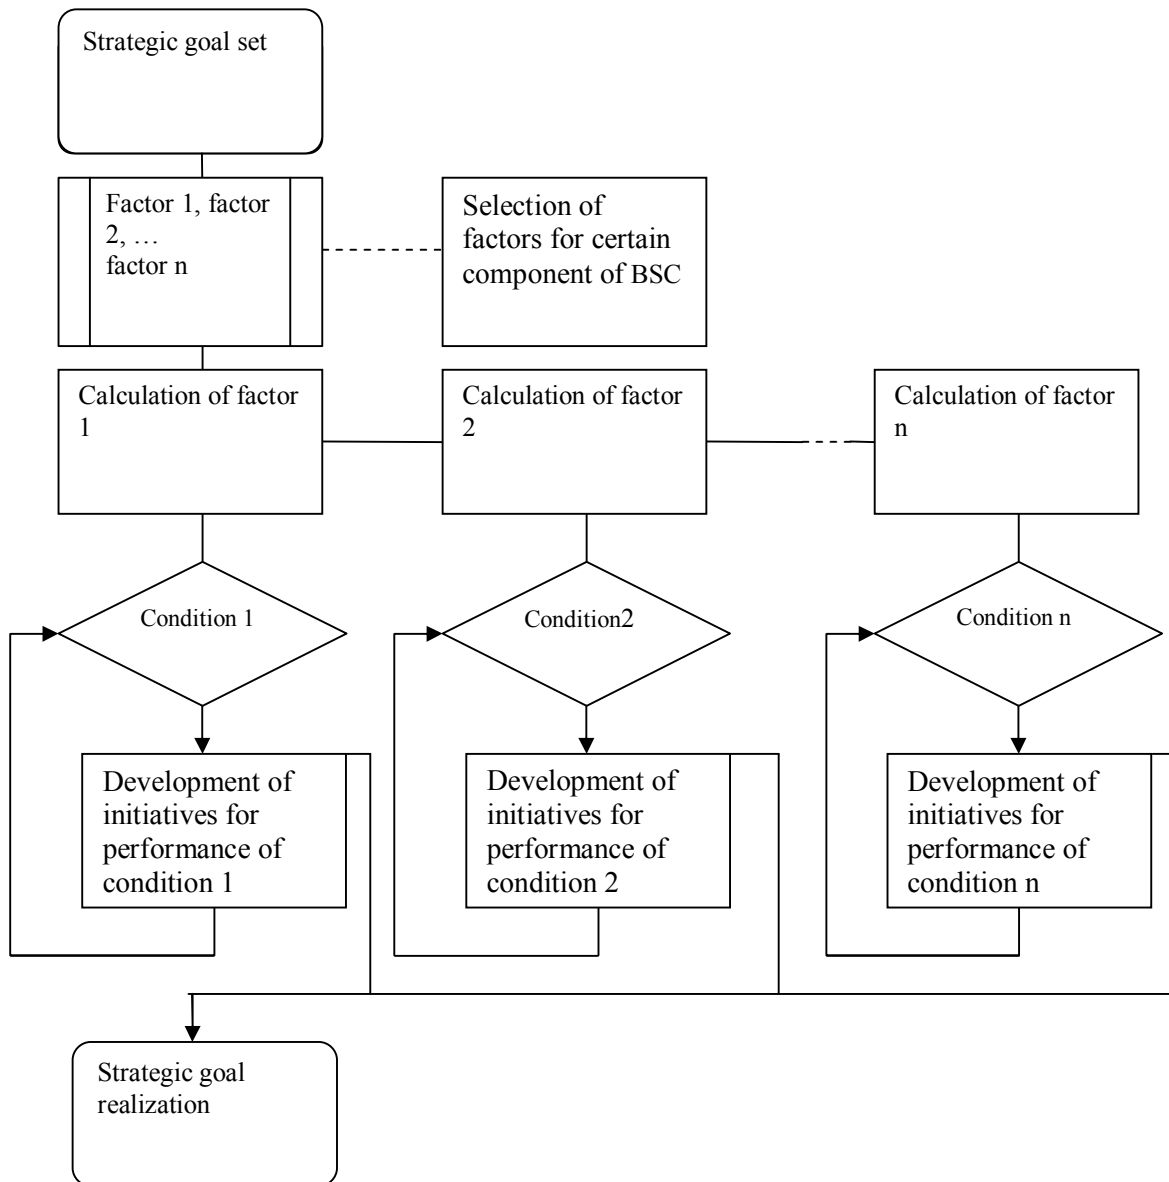 Strategic goal set
Factor 1, factor
2, …
factor n
Selection of
factors for certain
component of BSC
Calculation of factor
1
Calculation of factor
2
Calculation of factor
n
Condition 1
Condition2
Condition n
Development of
initiatives for
performance of
condition 1
Development of
initiatives for
performance of
condition 2
Development of
initiatives for
performance of
condition n
Strategic goal
realization